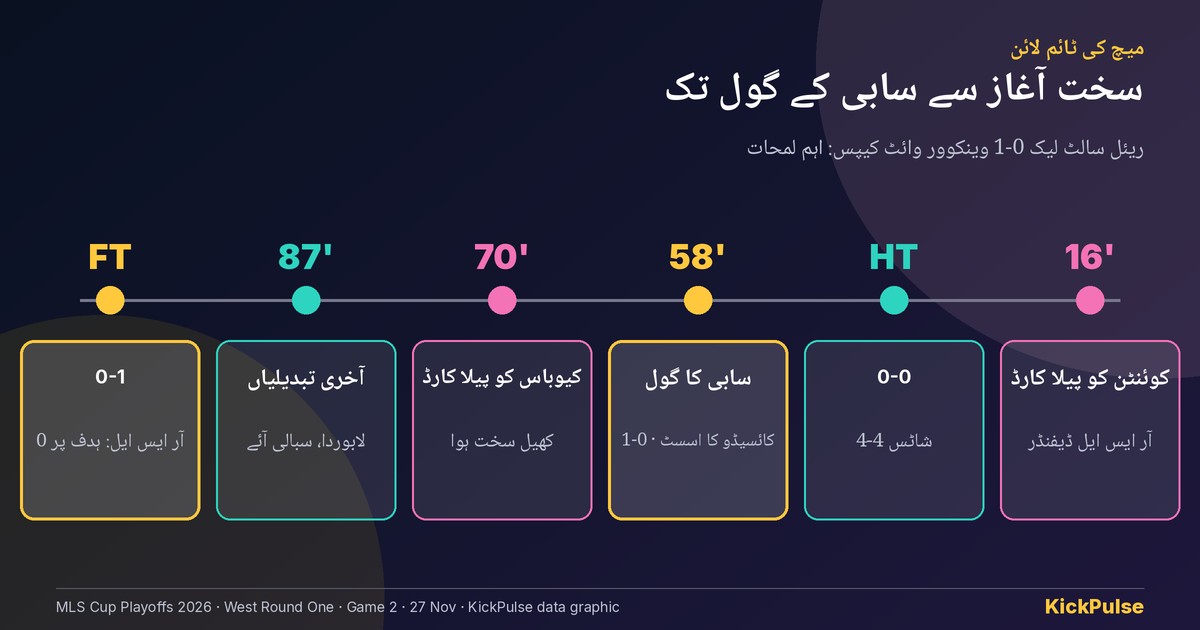 میچ کی ٹائم لائن
سخت آغاز سے سابی کے گول تک
ریئل سالٹ لیک 0-1 وینکوور وائٹ کیپس: اہم لمحات
16'
HT
58'
70'
87'
FT
کوئنٹن کو پیلا کارڈ
آر ایس ایل ڈیفنڈر
0-0
شاٹس 4-4
سابی کا گول
کائسیڈو کا اسسٹ · 0-1
کیوباس کو پیلا کارڈ
کھیل سخت ہوا
آخری تبدیلیاں
لابوردا، سبالی آئے
0-1
آر ایس ایل: ہدف پر 0
MLS Cup Playoffs 2026 · West Round One · Game 2 · 27 Nov · KickPulse data graphic
KickPulse